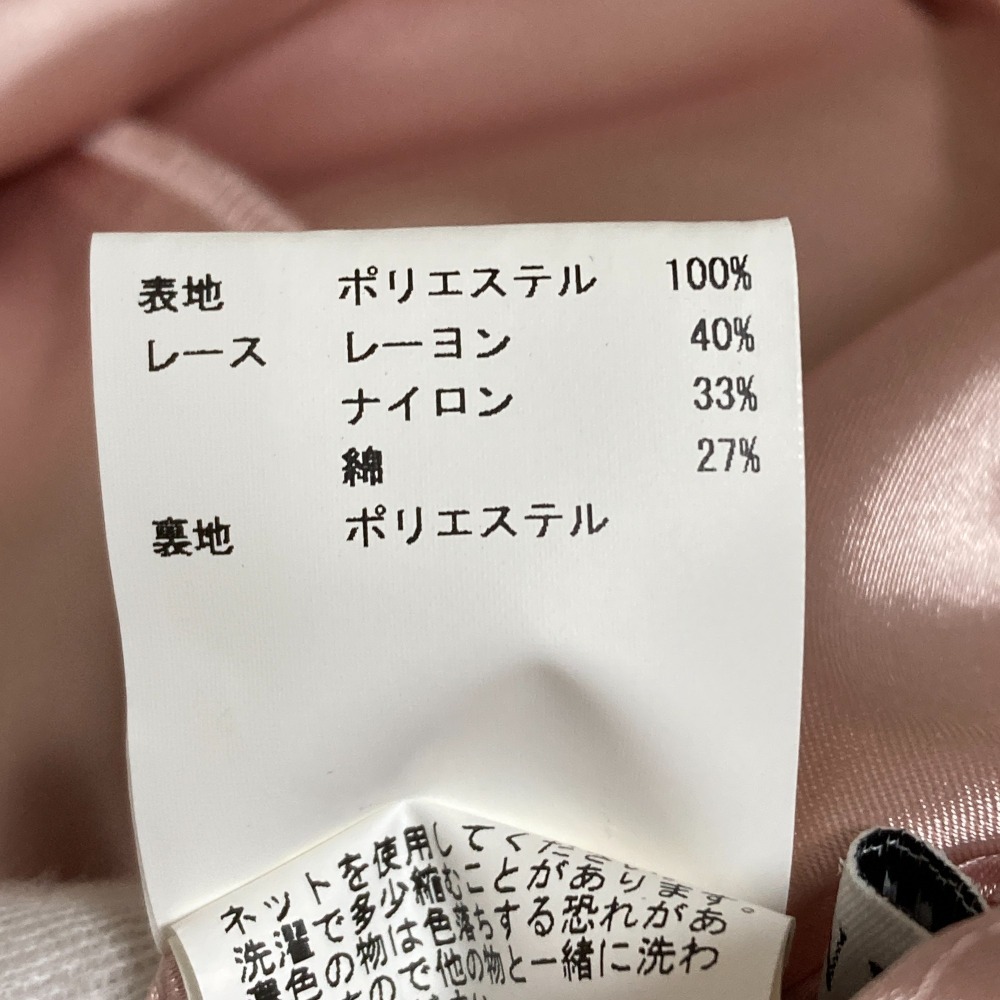 表地 ポリエステル 100%
レース レーヨン 40%
ナイロン 33%
綿 27%
裏地 ポリエステル
ネットを使用してください。
洗濯で多少縮むことがあります。
濃色の物は色落ちする恐れがあ
ので他の物と一緒に洗わ